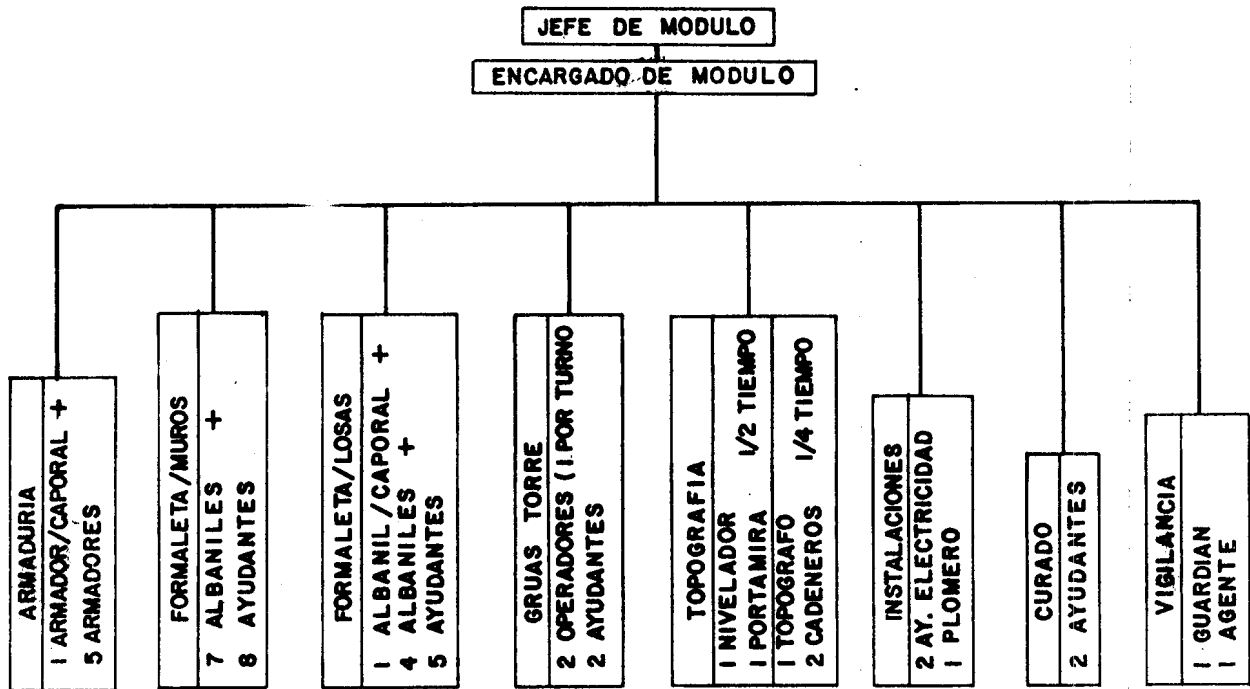 JEFE DE MODULO
ENCARGADO DE MODULO
ARMADURIA
1 ARMADOR/CAPORAL +
5 ARMADORES
FORMALETA/MUROS
7 ALBANILES +
8 AYUDANTES
FORMALETA/LOSAS
1 ALBANIL/CAPORAL +
4 ALBANILES +
5 AYUDANTES
GRUAS TORRE
2 OPERADORES (1.POR TURNO
2 AYUDANTES
TOPOGRAFIA
1 NIVELADOR
1 PORTAMIRA 1/2 TIEMPO
1 TOPOGRAFO
2 CADENEROS 1/4 TIEMPO
INSTALACIONES
2 AY. ELECTRICIDAD
1 PLOMERO
CURADO
2 AYUDANTES
VIGILANCIA
1 GUARDIAN
1 AGENTE